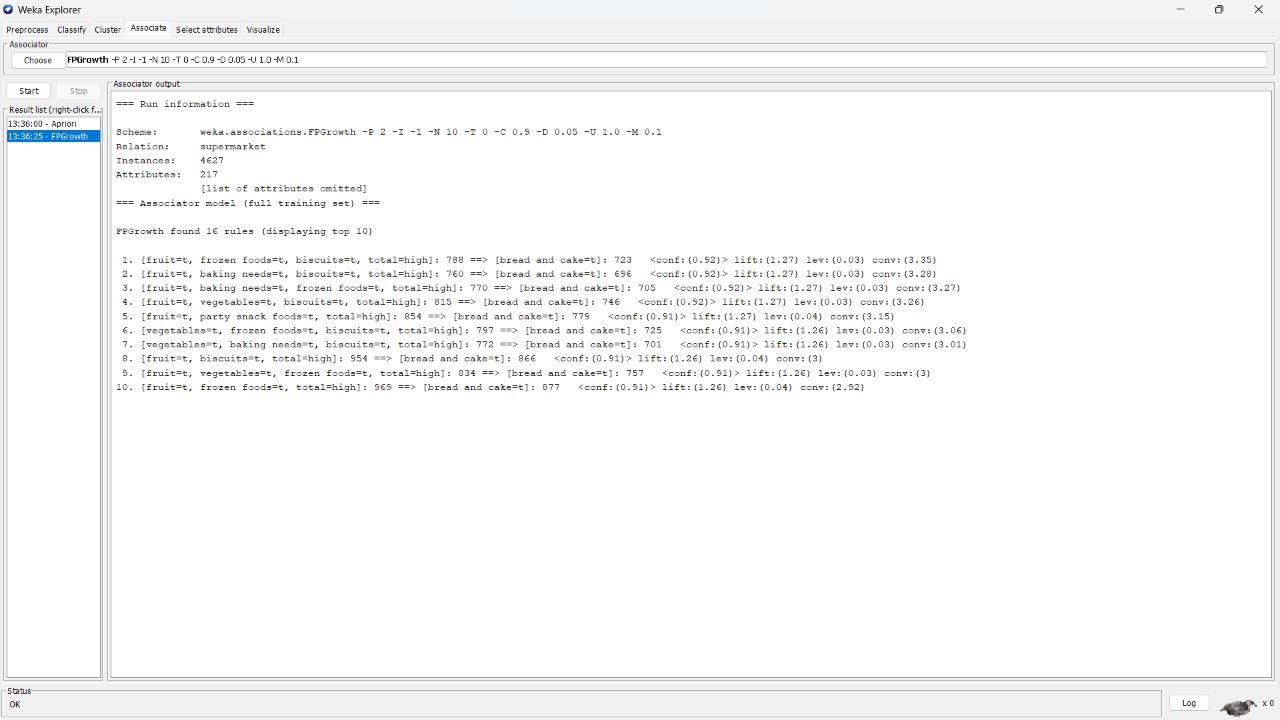 Weka Explorer
Preprocess Classify Cluster Associate Select attributes Visualize
Associator
Choose FPGrowth -P 2 -I -1 -N 10 -T 0 -C 0.9 -D 0.05 -U 1.0 -M 0.1
Start Stop
Result list (right-click f...
13:36:00 - Apriori
13:36:25 - FPGrowth
Associator output
=== Run information ===
Scheme: weka.associations.FPGrowth -P 2 -I -1 -N 10 -T 0 -C 0.9 -D 0.05 -U 1.0 -M 0.1
Relation: supermarket
Instances: 4627
Attributes: 217
[list of attributes omitted]
=== Associator model (full training set) ===
FPGrowth found 16 rules (displaying top 10)
1. [fruit=t, frozen foods=t, biscuits=t, total=high]: 788 ==> [bread and cake=t]: 723 <conf:(0.92)> lift:(1.27) lev:(0.03) conv:(3.35)
2. [fruit=t, baking needs=t, biscuits=t, total=high]: 760 ==> [bread and cake=t]: 696 <conf:(0.92)> lift:(1.27) lev:(0.03) conv:(3.28)
3. [fruit=t, baking needs=t, frozen foods=t, total=high]: 770 ==> [bread and cake=t]: 705 <conf:(0.92)> lift:(1.27) lev:(0.03) conv:(3.27)
4. [fruit=t, vegetables=t, biscuits=t, total=high]: 815 ==> [bread and cake=t]: 746 <conf:(0.92)> lift:(1.27) lev:(0.03) conv:(3.26)
5. [fruit=t, party snack foods=t, total=high]: 854 ==> [bread and cake=t]: 779 <conf:(0.91)> lift:(1.27) lev:(0.04) conv:(3.15)
6. [vegetables=t, frozen foods=t, biscuits=t, total=high]: 797 ==> [bread and cake=t]: 725 <conf:(0.91)> lift:(1.26) lev:(0.03) conv:(3.06)
7. [vegetables=t, baking needs=t, biscuits=t, total=high]: 772 ==> [bread and cake=t]: 701 <conf:(0.91)> lift:(1.26) lev:(0.03) conv:(3.01)
8. [fruit=t, biscuits=t, total=high]: 954 ==> [bread and cake=t]: 866 <conf:(0.91)> lift:(1.26) lev:(0.04) conv:(3)
9. [fruit=t, vegetables=t, frozen foods=t, total=high]: 834 ==> [bread and cake=t]: 757 <conf:(0.91)> lift:(1.26) lev:(0.03) conv:(3)
10. [fruit=t, frozen foods=t, total=high]: 969 ==> [bread and cake=t]: 877 <conf:(0.91)> lift:(1.26) lev:(0.04) conv:(2.92)
Status
OK
Log
x 0